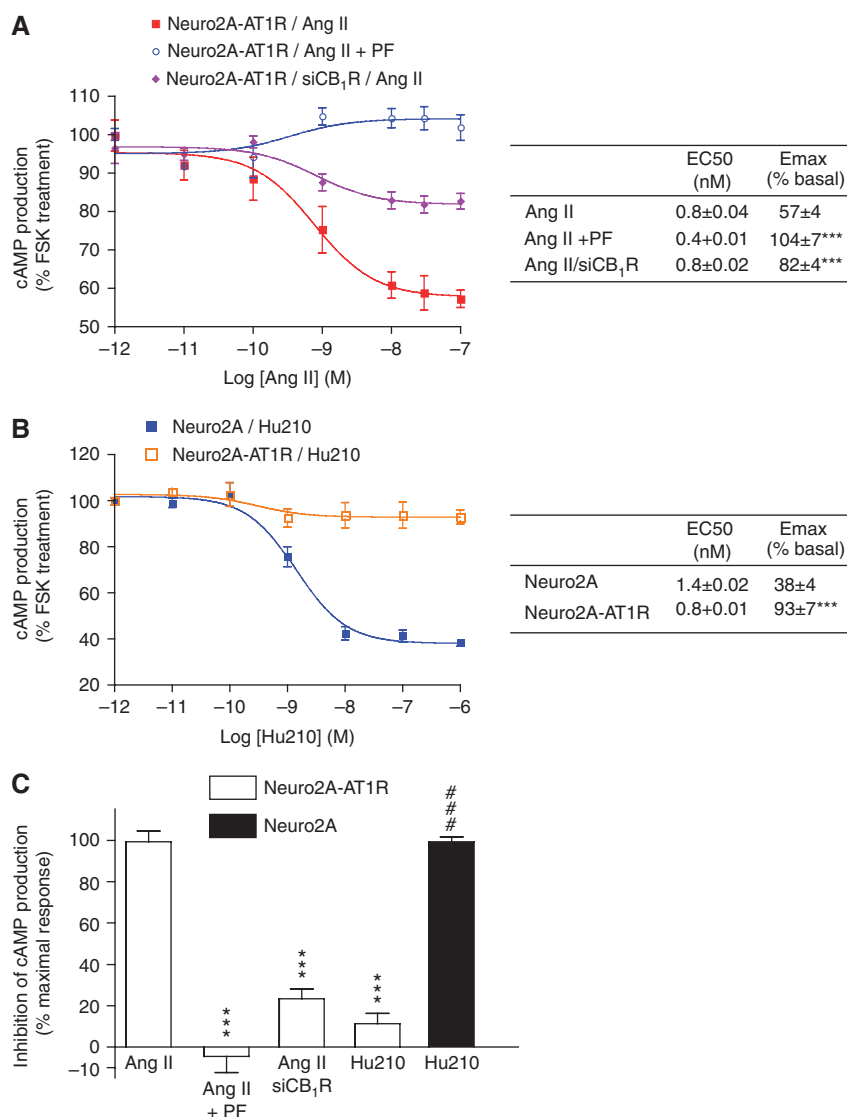 A
Neuro2A-AT1R / Ang II
Neuro2A-AT1R / Ang II + PF
Neuro2A-AT1R / siCB₁R / Ang II
110
100
90
80
70
60
50
cAMP production
(% FSK treatment)
–12 –11 –10 –9 –8 –7
Log [Ang II] (M)
EC50 Emax
(nM) (% basal)
Ang II 0.8±0.04 57±4
Ang II +PF 0.4+0.01 104±7***
Ang II/siCB₁R 0.8±0.02 82±4***
B
Neuro2A / Hu210
Neuro2A-AT1R / Hu210
120
100
80
60
40
20
cAMP production
(% FSK treatment)
–12 –11 –10 –9 –8 –7 –6
Log [Hu210] (M)
EC50 Emax
(nM) (% basal)
Neuro2A 1.4±0.02 38±4
Neuro2A-AT1R 0.8+0.01 93±7***
C
Neuro2A-AT1R
Neuro2A
100
80
60
40
20
0
–10
Inhibition of cAMP production
(% maximal response)
***
***
***
###
Ang II
Ang II
+ PF
Ang II
siCB₁R
Hu210
Hu210